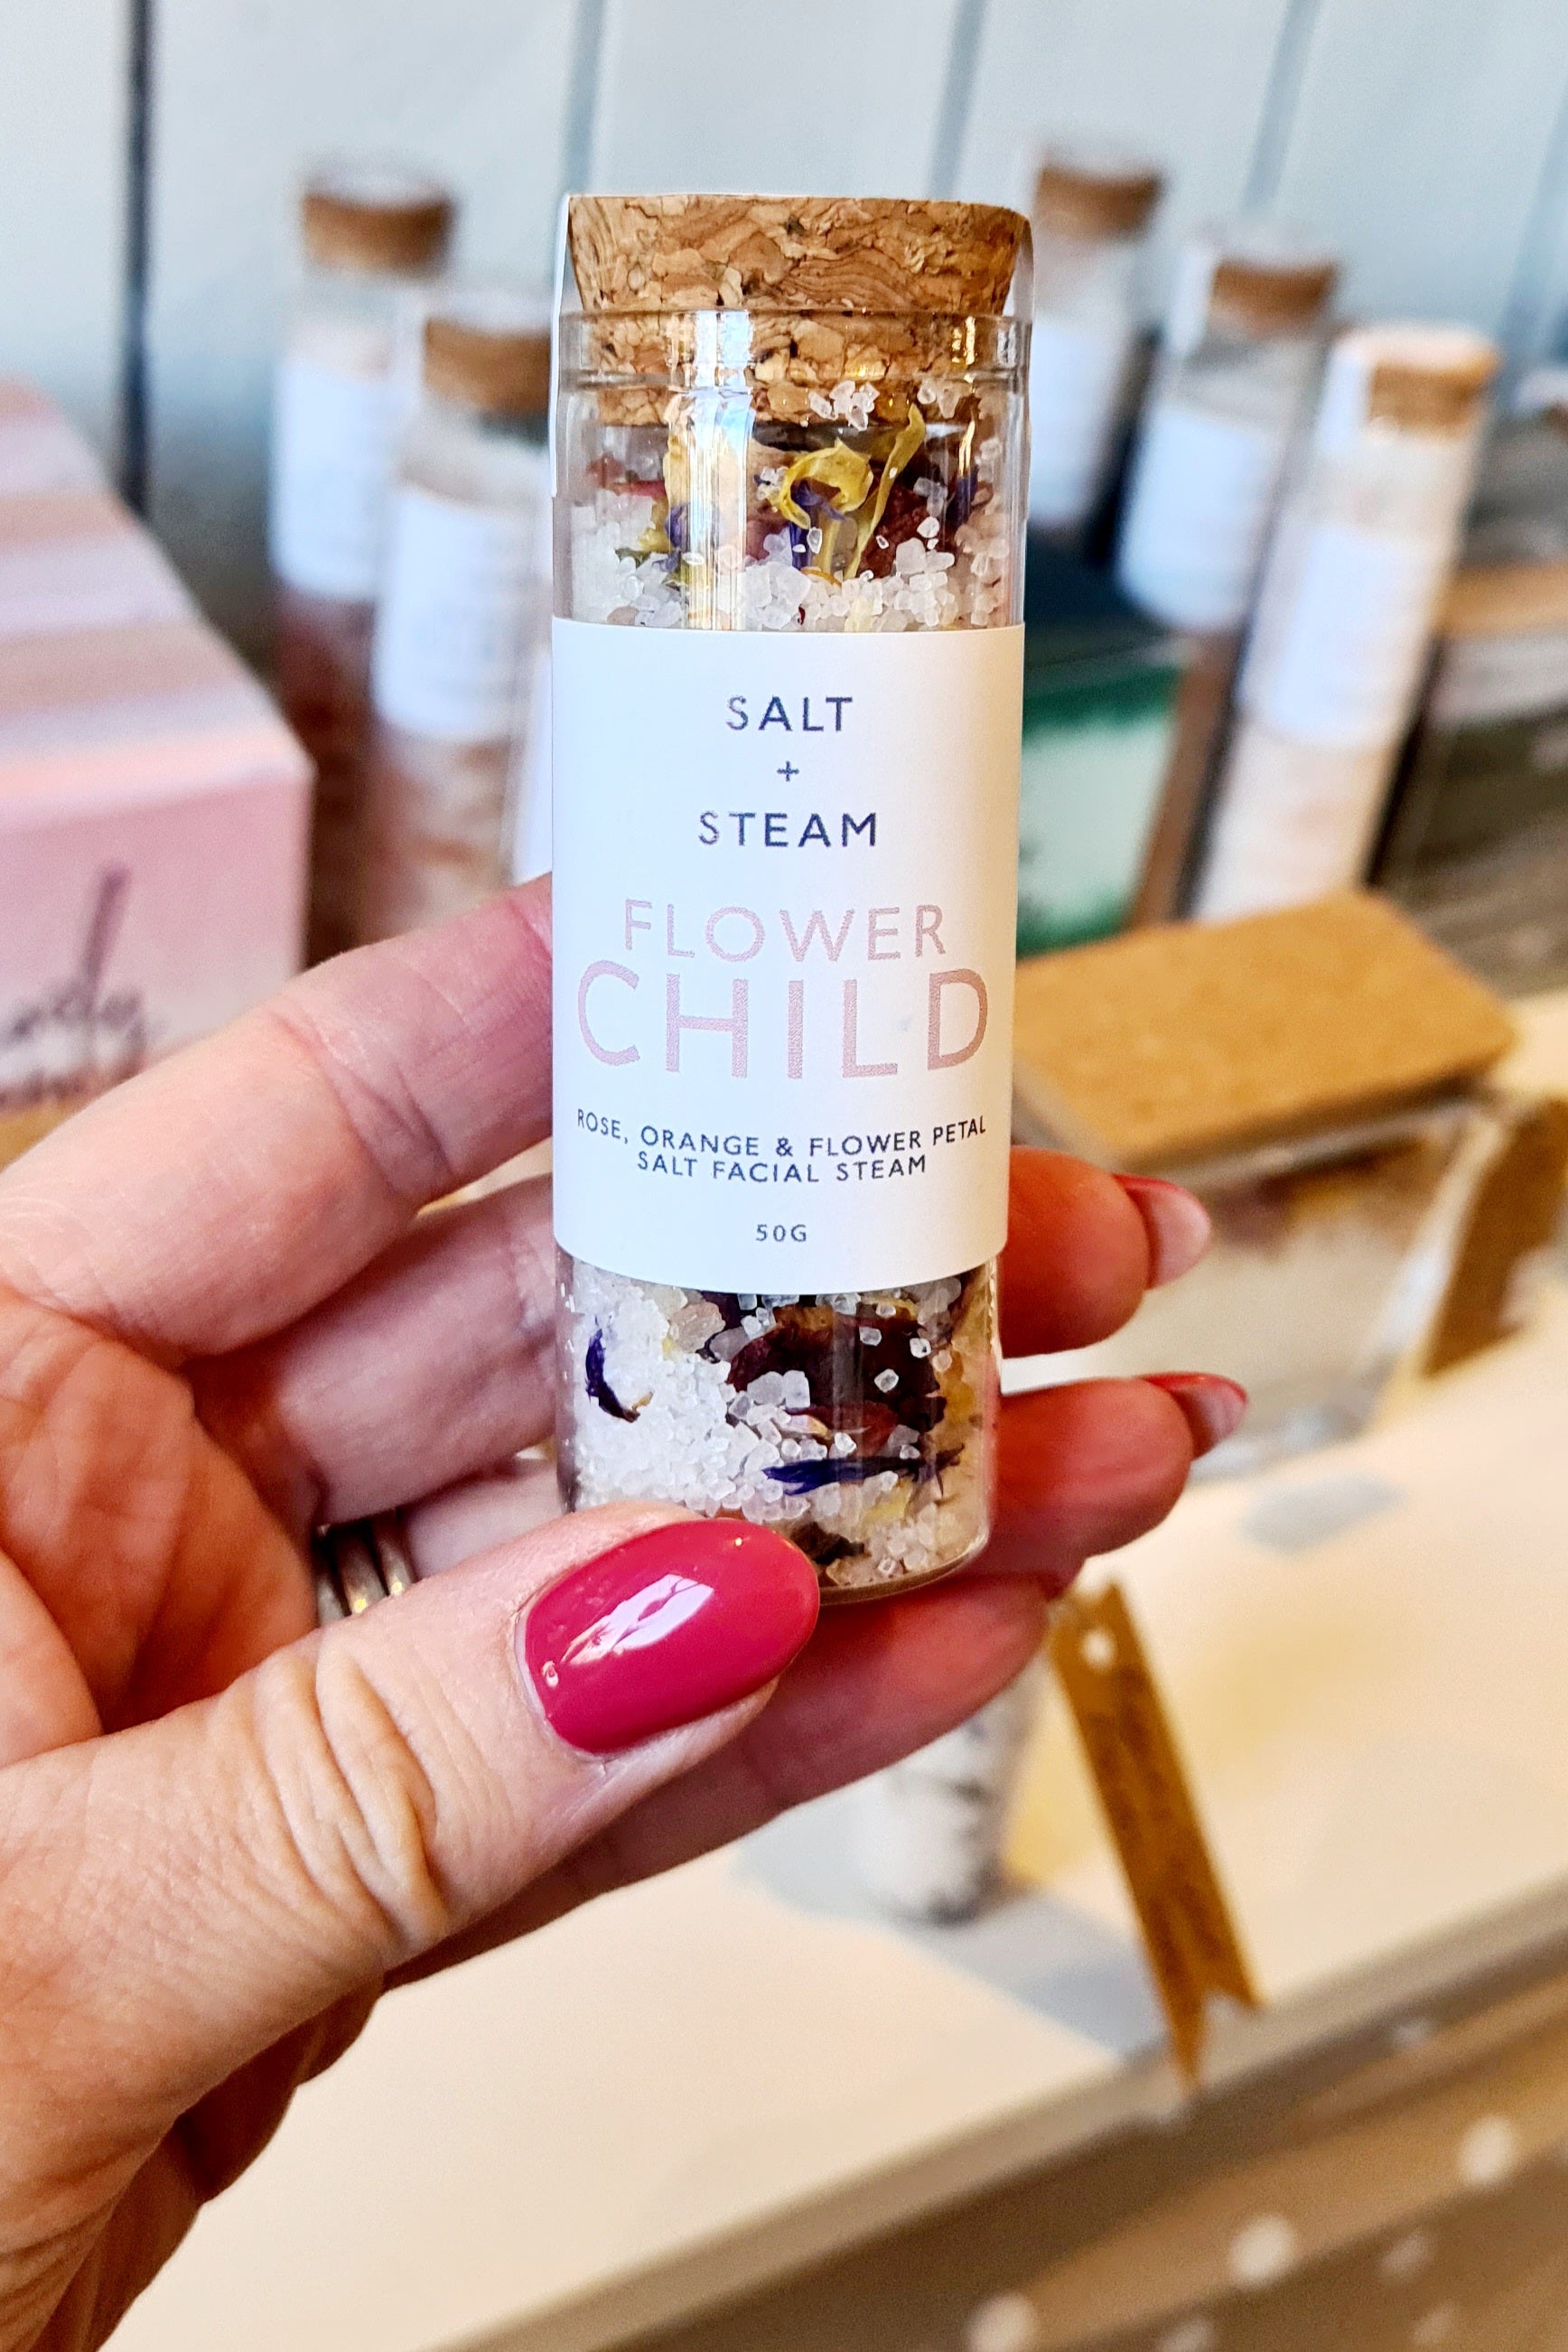 SALT
+
STEAM
FLOWER
CHILD
ROSE, ORANGE & FLOWER PETAL
SALT FACIAL STEAM
50G